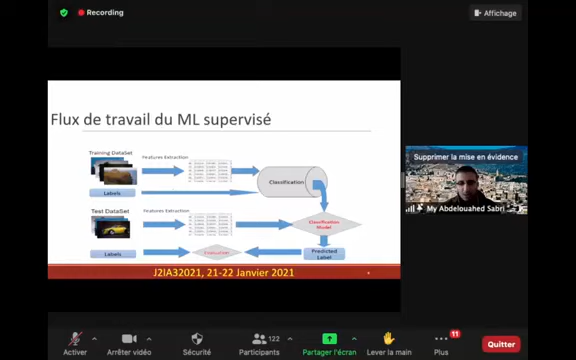 Recording
Affichage
Flux de travail du ML supervisé
Training DataSet
Features Extraction
Labels
Classification
Test DataSet
Features Extraction
Classification
Model
Labels
Evaluation
Predicted
Label
J2IA32021, 21-22 Janvier 2021
Supprimer la mise en évidence
My Abdelouahed Sabri
Activer
Arrêter vidéo
Sécurité
Participants
122
Partager l'écran
Lever la main
Plus
11
Quitter